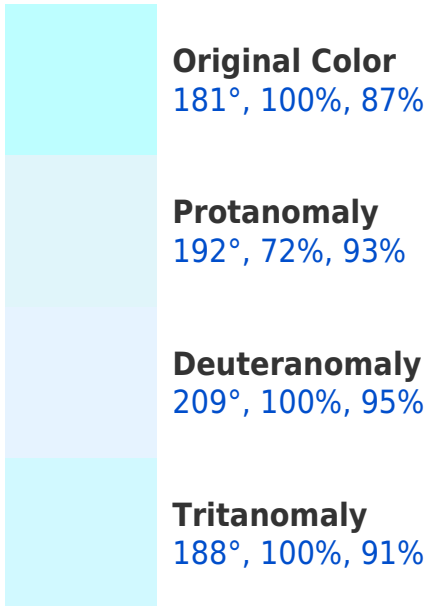 Original Color
181°, 100%, 87%
Protanomaly
192°, 72%, 93%
Deuteranomaly
209°, 100%, 95%
Tritanomaly
188°, 100%, 91%